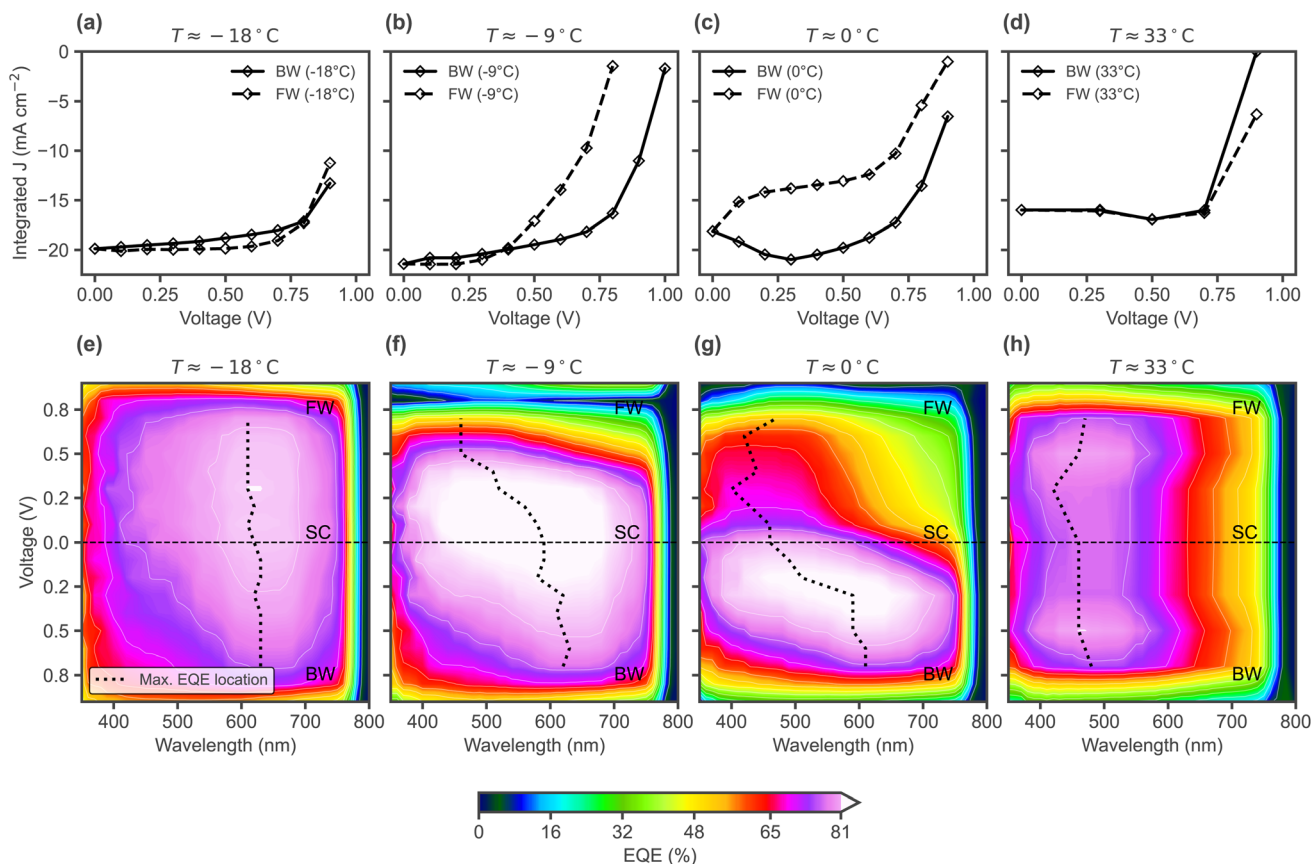 (a)
T ≈ −18°C
(b)
T ≈ −9°C
(c)
T ≈ 0°C
(d)
T ≈ 33°C
Integrated J (mA cm⁻²)
0
−5
−10
−15
−20
BW (-18°C)
FW (-18°C)
BW (-9°C)
FW (-9°C)
BW (0°C)
FW (0°C)
BW (33°C)
FW (33°C)
0.00 0.25 0.50 0.75 1.00
0.00 0.25 0.50 0.75 1.00
0.00 0.25 0.50 0.75 1.00
0.00 0.25 0.50 0.75 1.00
Voltage (V)
Voltage (V)
Voltage (V)
Voltage (V)
(e)
T ≈ −18°C
(f)
T ≈ −9°C
(g)
T ≈ 0°C
(h)
T ≈ 33°C
Voltage (V)
0.8
0.5
0.2
0.0
0.2
0.5
0.8
FW
SC
BW
Max. EQE location
FW
SC
BW
FW
SC
BW
FW
SC
BW
400 500 600 700 800
400 500 600 700 800
400 500 600 700 800
400 500 600 700 800
Wavelength (nm)
Wavelength (nm)
Wavelength (nm)
Wavelength (nm)
0 16 32 48 65 81
EQE (%)